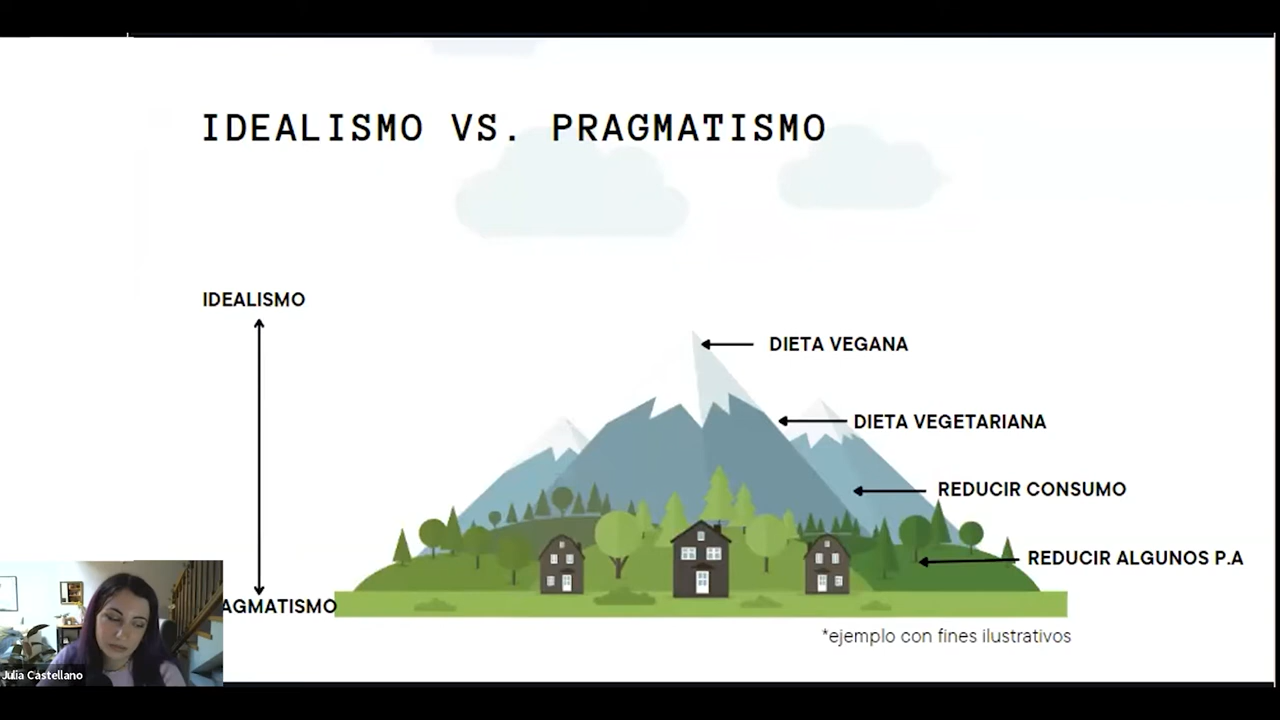 IDEALISMO VS. PRAGMATISMO
IDEALISMO
DIETA VEGANA
DIETA VEGETARIANA
REDUCIR CONSUMO
REDUCIR ALGUNOS P.A
AGMATISMO
*ejemplo con fines ilustrativos
Julia Castellano